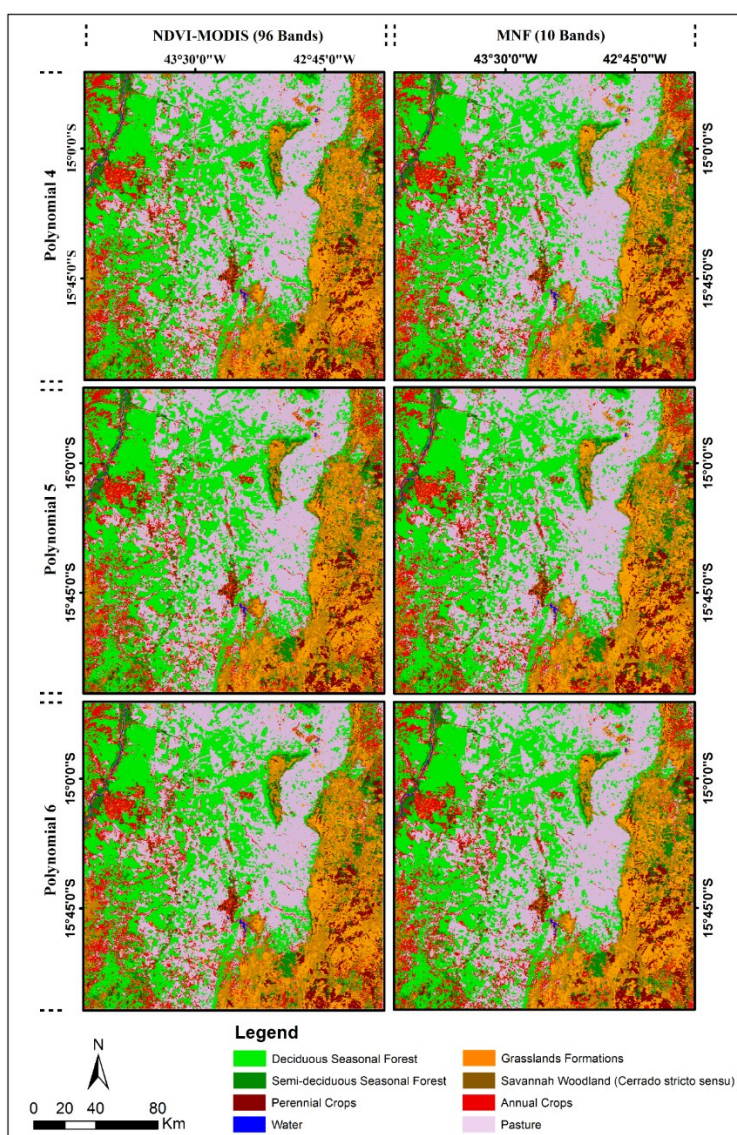 NDVI-MODIS (96 Bands)
MNF (10 Bands)
43°30'0"W
42°45'0"W
43°30'0"W
42°45'0"W
Polynomial 4
15°0'0"S
15°45'0"S
15°0'0"S
15°45'0"S
Polynomial 5
15°0'0"S
15°45'0"S
15°0'0"S
15°45'0"S
Polynomial 6
15°0'0"S
15°45'0"S
15°0'0"S
15°45'0"S
N
0 20 40 80
Km
Legend
Deciduous Seasonal Forest
Semi-deciduous Seasonal Forest
Perennial Crops
Water
Grasslands Formations
Savannah Woodland (Cerrado stricto sensu)
Annual Crops
Pasture